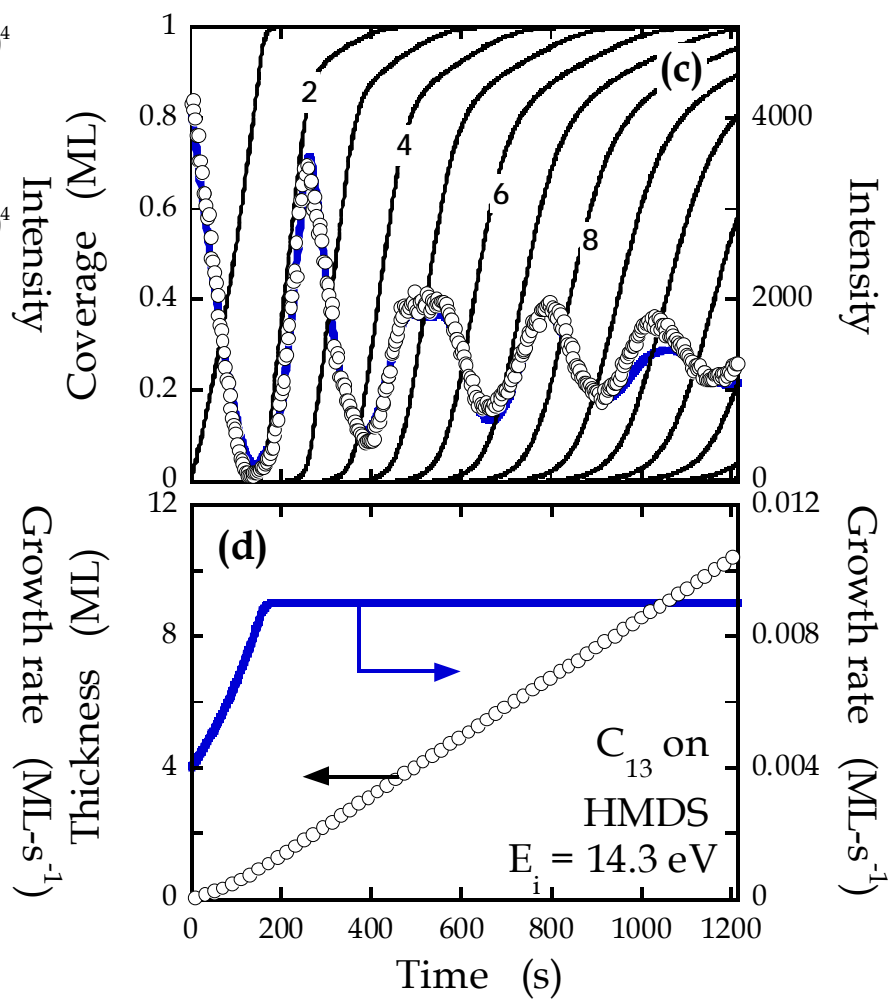 4
4
Intensity
Coverage (ML)
1
0.8
0.6
0.4
0.2
0
(c)
2
4
6
8
4000
2000
0
Intensity
Growth rate (ML-s⁻¹)
Thickness (ML)
12
8
4
0
(d)
0.012
0.008
0.004
0
Growth rate (ML-s⁻¹)
C₁₃ on
HMDS
Eᵢ = 14.3 eV
0 200 400 600 800 1000 1200
Time (s)